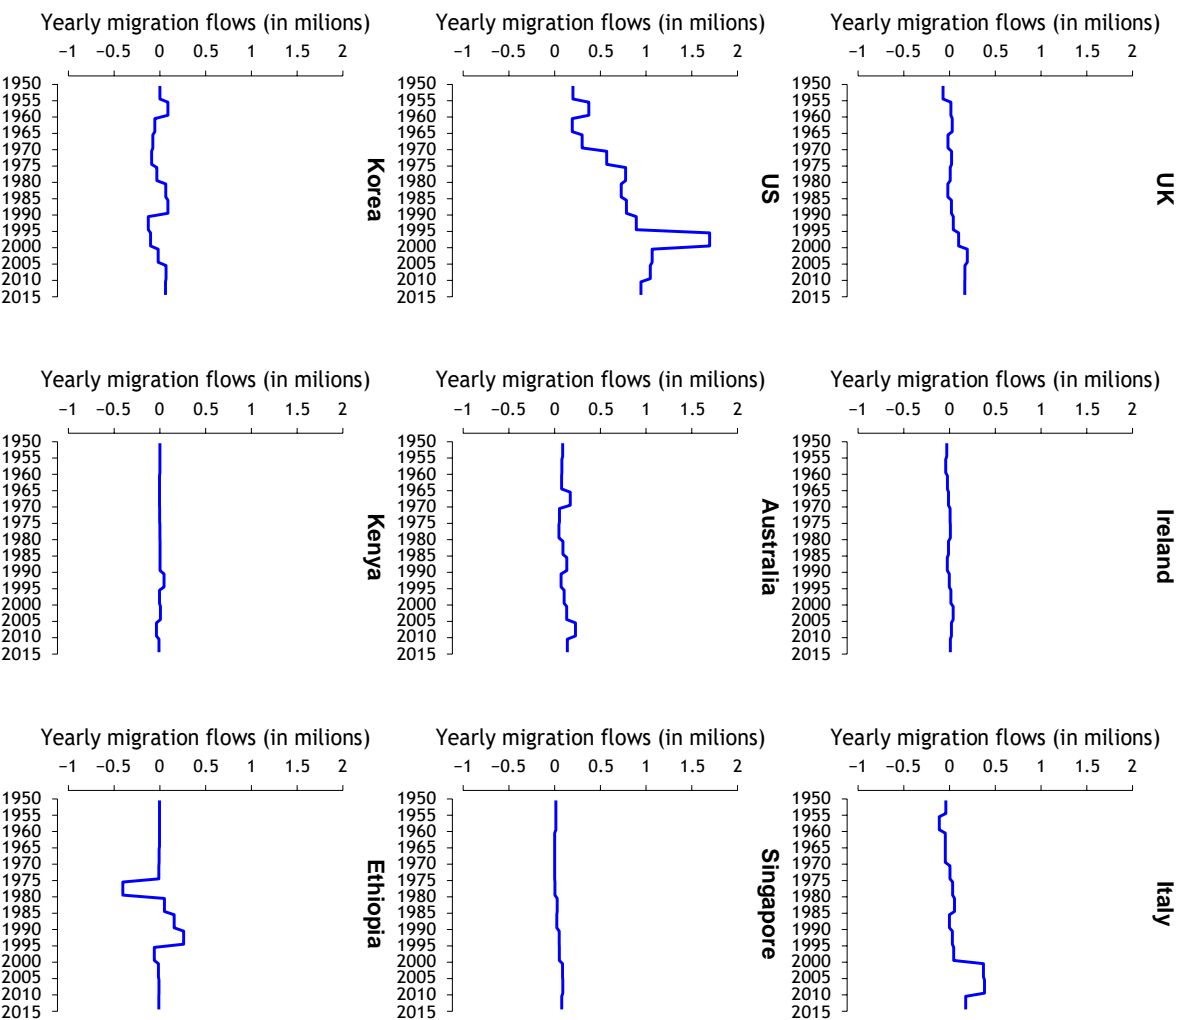 Yearly migration flows (in milions) Yearly migration flows (in milions) Yearly migration flows (in milions)
−1 −0.5 0 0.5 1 1.5 2 −1 −0.5 0 0.5 1 1.5 2 −1 −0.5 0 0.5 1 1.5 2
1950 1950 1950
1955 1955 1955
1960 1960 1960
1965 1965 1965
1970 1970 1970
1975 1975 1975
1980 1980 1980
1985 1985 1985
1990 1990 1990
1995 1995 1995
2000 2000 2000
2005 2005 2005
2010 2010 2010
2015 2015 2015
Korea US UK
Yearly migration flows (in milions) Yearly migration flows (in milions) Yearly migration flows (in milions)
−1 −0.5 0 0.5 1 1.5 2 −1 −0.5 0 0.5 1 1.5 2 −1 −0.5 0 0.5 1 1.5 2
1950 1950 1950
1955 1955 1955
1960 1960 1960
1965 1965 1965
1970 1970 1970
1975 1975 1975
1980 1980 1980
1985 1985 1985
1990 1990 1990
1995 1995 1995
2000 2000 2000
2005 2005 2005
2010 2010 2010
2015 2015 2015
Kenya Australia Ireland
Yearly migration flows (in milions) Yearly migration flows (in milions) Yearly migration flows (in milions)
−1 −0.5 0 0.5 1 1.5 2 −1 −0.5 0 0.5 1 1.5 2 −1 −0.5 0 0.5 1 1.5 2
1950 1950 1950
1955 1955 1955
1960 1960 1960
1965 1965 1965
1970 1970 1970
1975 1975 1975
1980 1980 1980
1985 1985 1985
1990 1990 1990
1995 1995 1995
2000 2000 2000
2005 2005 2005
2010 2010 2010
2015 2015 2015
Ethiopia Singapore Italy